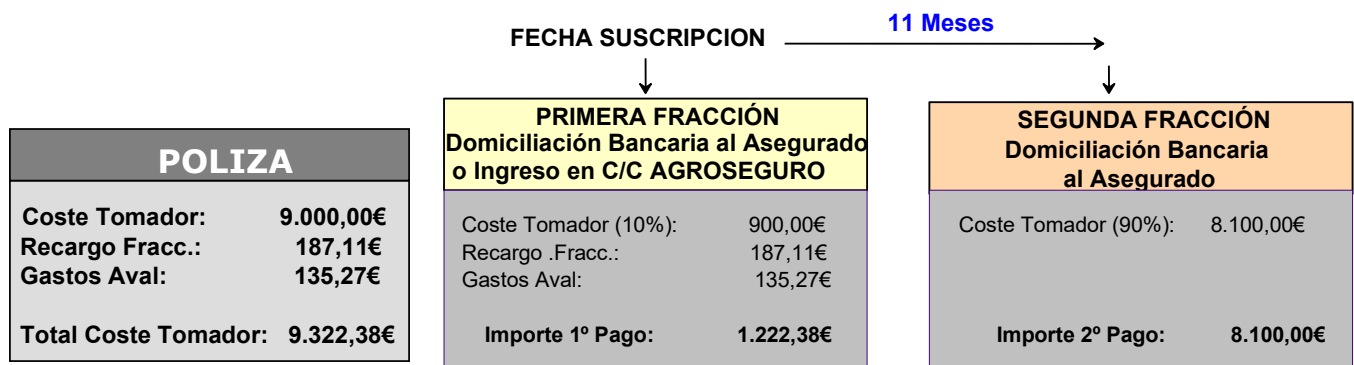 FECHA SUSCRIPCION
11 Meses
POLIZA
Coste Tomador: 9.000,00€
Recargo Fracc.: 187,11€
Gastos Aval: 135,27€
Total Coste Tomador: 9.322,38€
PRIMERA FRACCIÓN
Domiciliación Bancaria al Asegurado
o Ingreso en C/C AGROSEGURO
Coste Tomador (10%): 900,00€
Recargo .Fracc.: 187,11€
Gastos Aval: 135,27€
Importe 1º Pago: 1.222,38€
SEGUNDA FRACCIÓN
Domiciliación Bancaria
al Asegurado
Coste Tomador (90%): 8.100,00€
Importe 2º Pago: 8.100,00€